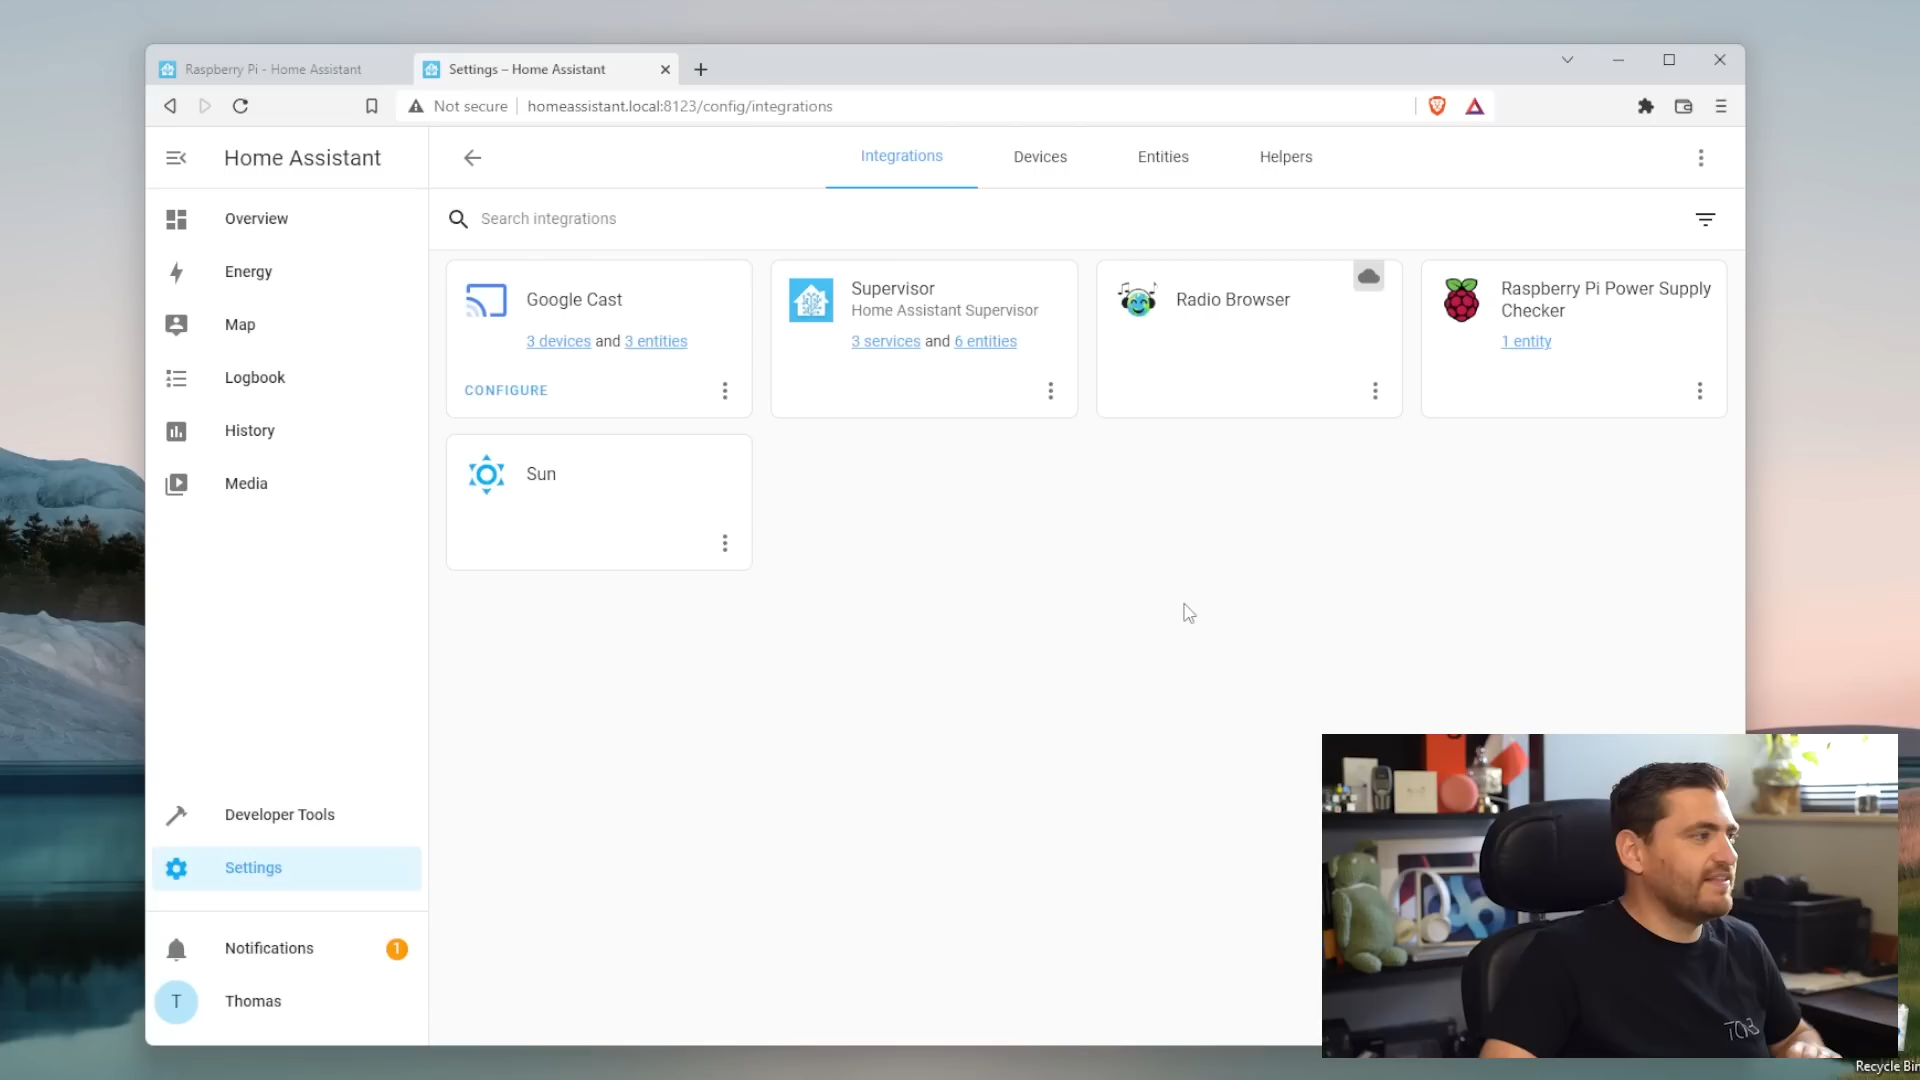 Raspberry Pi - Home Assistant
Settings – Home Assistant
Not secure
homeassistant.local:8123/config/integrations
Home Assistant
Integrations
Devices
Entities
Helpers
Search integrations
Overview
Energy
Map
Logbook
History
Media
Google Cast
3 devices and 3 entities
CONFIGURE
Supervisor
Home Assistant Supervisor
3 services and 6 entities
Radio Browser
Raspberry Pi Power Supply
Checker
1 entity
Sun
Developer Tools
Settings
Notifications
1
T
Thomas
Recycle Bin